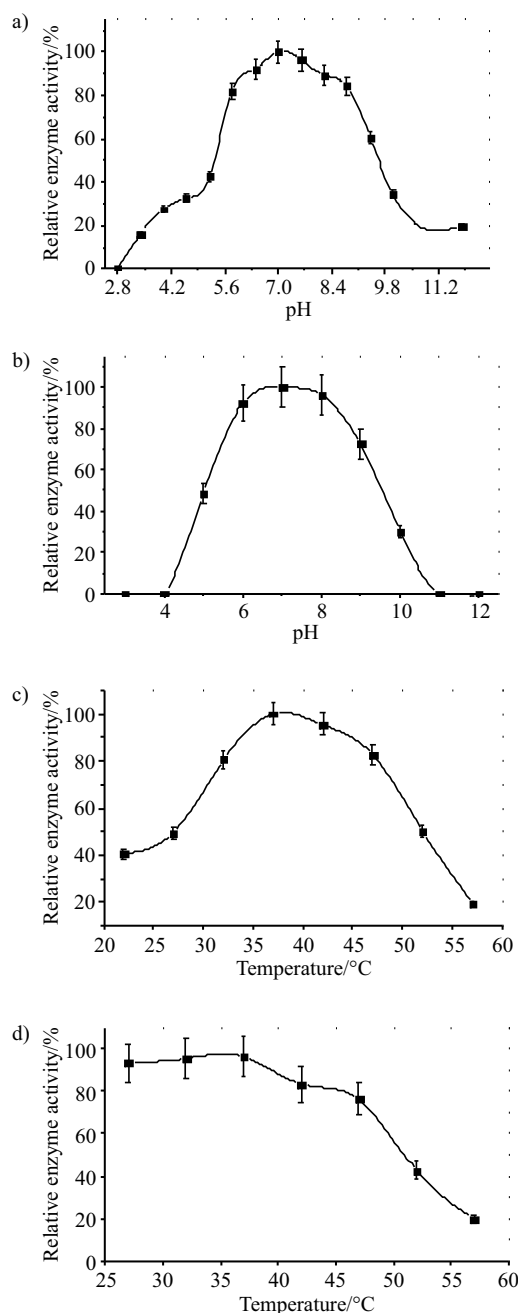 a)
Relative enzyme activity/%
100
80
60
40
20
0
2.8 4.2 5.6 7.0 8.4 9.8 11.2
pH
b)
Relative enzyme activity/%
100
80
60
40
20
0
4 6 8 10 12
pH
c)
Relative enzyme activity/%
100
80
60
40
20
20 25 30 35 40 45 50 55 60
Temperature/°C
d)
Relative enzyme activity/%
100
80
60
40
20
0
25 30 35 40 45 50 55 60
Temperature/°C